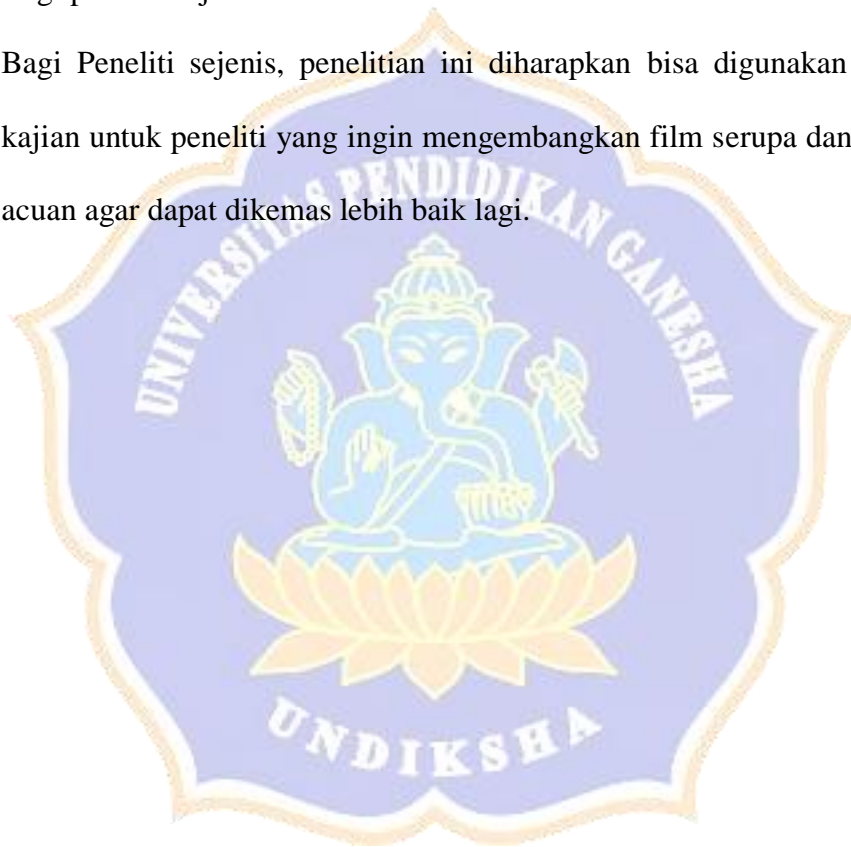 Bagi Peneliti sejenis, penelitian ini diharapkan bisa digunakan
kajian untuk peneliti yang ingin mengembangkan film serupa dan
acuan agar dapat dikemas lebih baik lagi.
UNIVERSITAS PENDIDIKAN GANESHA
UNDIKSHA